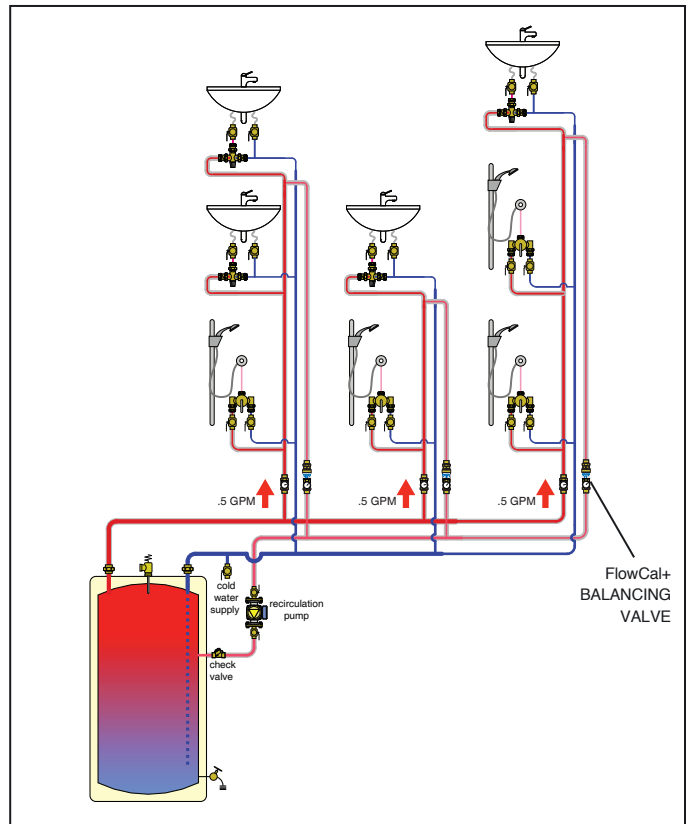 .5 GPM
.5 GPM
.5 GPM
FlowCal+
BALANCING
VALVE
cold
water
supply
recirculation
pump
check
valve